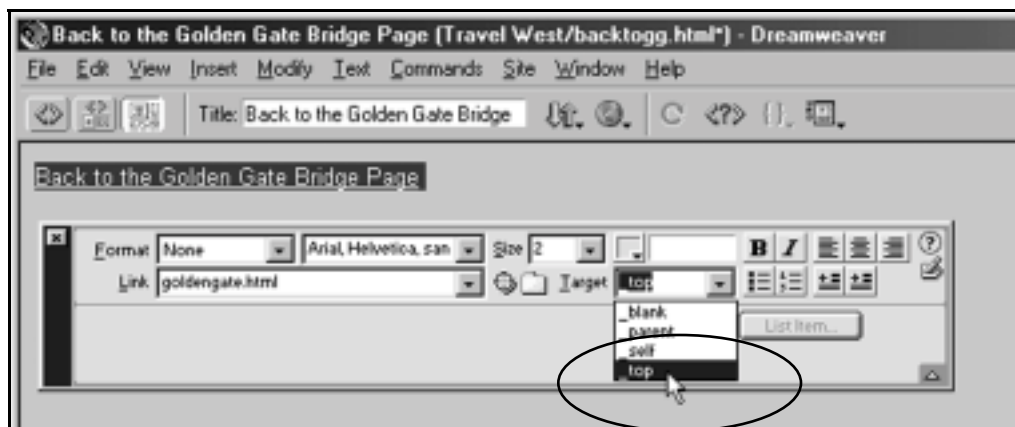 Back to the Golden Gate Bridge Page (Travel West/backtogg.html*) - Dreamweaver
File Edit View Insert Modify Text Commands Site Window Help
Title: Back to the Golden Gate Bridge
Back to the Golden Gate Bridge Page
Format None Arial, Helvetica, san Size 2 B I
Link goldengate.html Target _top
_blank
_parent List Item...
_self
_top